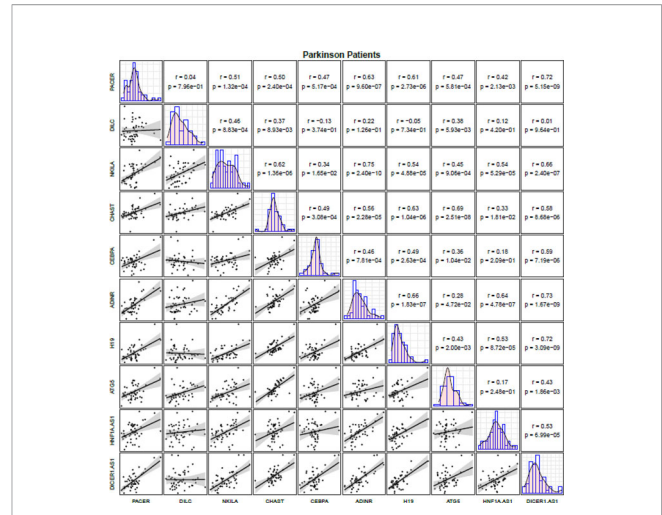 Parkinson Patients
PACER
r = 0.04 r = 0.51 r = 0.50 r = 0.47 r = 0.63 r = 0.61 r = 0.47 r = 0.42 r = 0.72
p = 7.96e−01 p = 1.32e−04 p = 2.40e−04 p = 5.17e−04 p = 9.60e−07 p = 2.73e−06 p = 5.81e−04 p = 2.13e−03 p = 5.15e−09
DILC
r = 0.46 r = 0.37 r = −0.13 r = 0.22 r = −0.05 r = 0.38 r = 0.12 r = 0.01
p = 8.83e−04 p = 8.93e−03 p = 3.74e−01 p = 1.26e−01 p = 7.34e−01 p = 5.93e−03 p = 4.20e−01 p = 9.64e−01
NKILA
r = 0.62 r = 0.34 r = 0.75 r = 0.54 r = 0.45 r = 0.54 r = 0.66
p = 1.36e−06 p = 1.65e−02 p = 2.40e−10 p = 4.88e−05 p = 9.06e−04 p = 5.29e−05 p = 2.40e−07
CHAST
r = 0.49 r = 0.56 r = 0.63 r = 0.69 r = 0.33 r = 0.58
p = 3.08e−04 p = 2.28e−05 p = 1.04e−06 p = 2.51e−08 p = 1.81e−02 p = 8.68e−06
CEBPA
r = 0.46 r = 0.49 r = 0.36 r = 0.18 r = 0.59
p = 7.81e−04 p = 2.63e−04 p = 1.04e−02 p = 2.09e−01 p = 7.19e−06
ADINR
r = 0.66 r = 0.28 r = 0.64 r = 0.73
p = 1.83e−07 p = 4.72e−02 p = 4.78e−07 p = 1.67e−09
H19
r = 0.42 r = 0.53 r = 0.72
p = 2.00e−03 p = 8.72e−05 p = 3.09e−09
ATG5
r = 0.17 r = 0.43
p = 2.48e−01 p = 1.86e−03
HNF1A.AS1
r = 0.53
p = 6.99e−05
DICER1.AS1
PACER DILC NKILA CHAST CEBPA ADINR H19 ATG5 HNF1A.AS1 DICER1.AS1